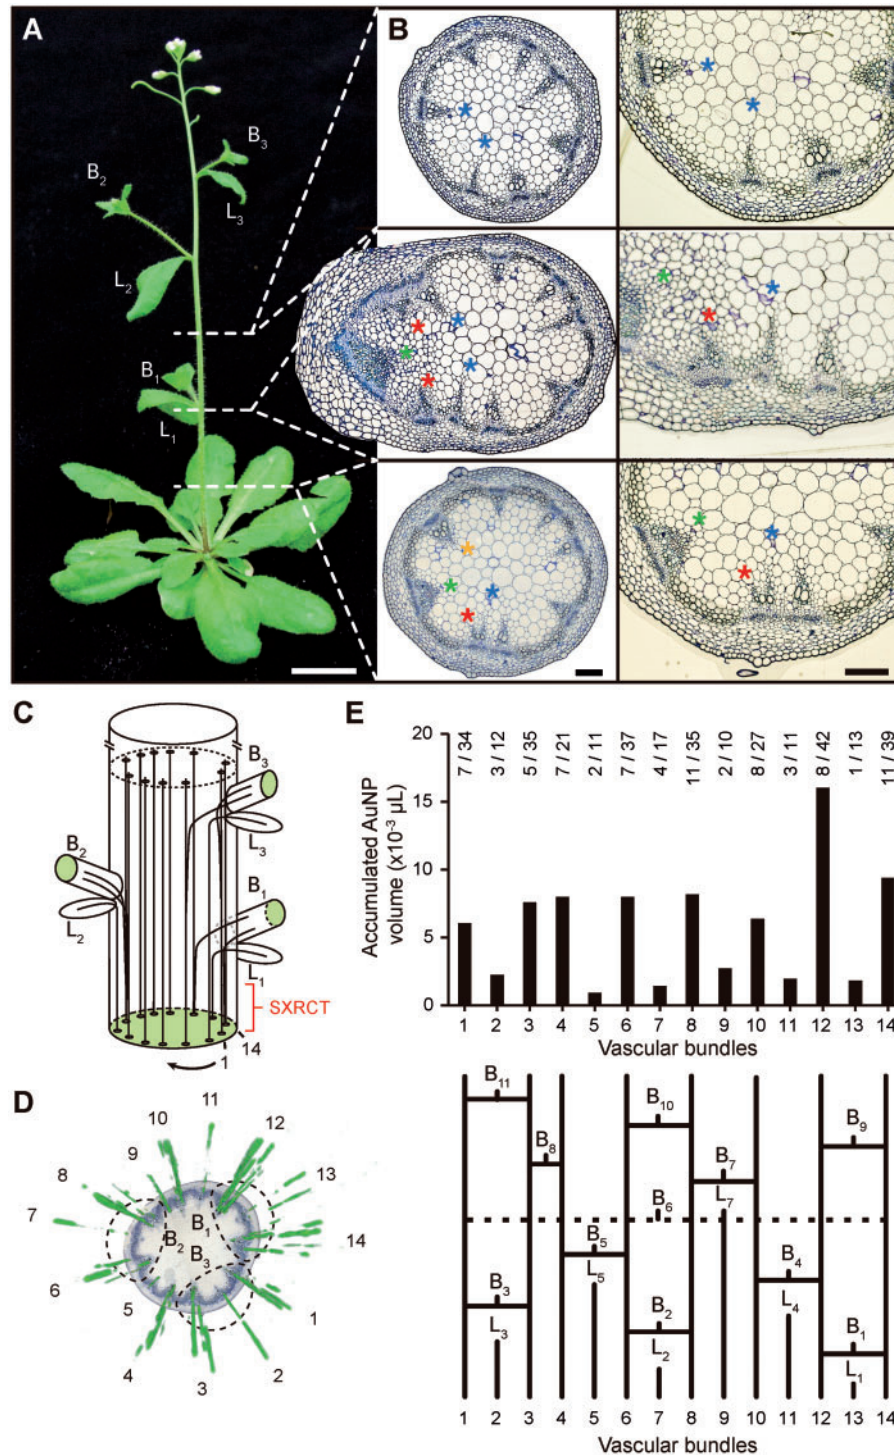 A
B
B3
B2
L3
L2
B1
L1
C
B3
L3
B2
L2
B1
L1
SXRCT
14
1
D
11
10
12
9
8
13
7
14
6
5
1
4
2
3
B1
B2
B3
E
7 / 34
3 / 12
5 / 35
7 / 21
2 / 11
7 / 37
4 / 17
11 / 35
2 / 10
8 / 27
3 / 11
8 / 42
1 / 13
11 / 39
Accumulated AuNP
volume (x10-3 µL)
20
15
10
5
0
1 2 3 4 5 6 7 8 9 10 11 12 13 14
Vascular bundles
B11
B10
B8
B9
B7
B6
L7
B5
L5
B4
L4
B3
L3
B2
L2
B1
L1
1 2 3 4 5 6 7 8 9 10 11 12 13 14
Vascular bundles